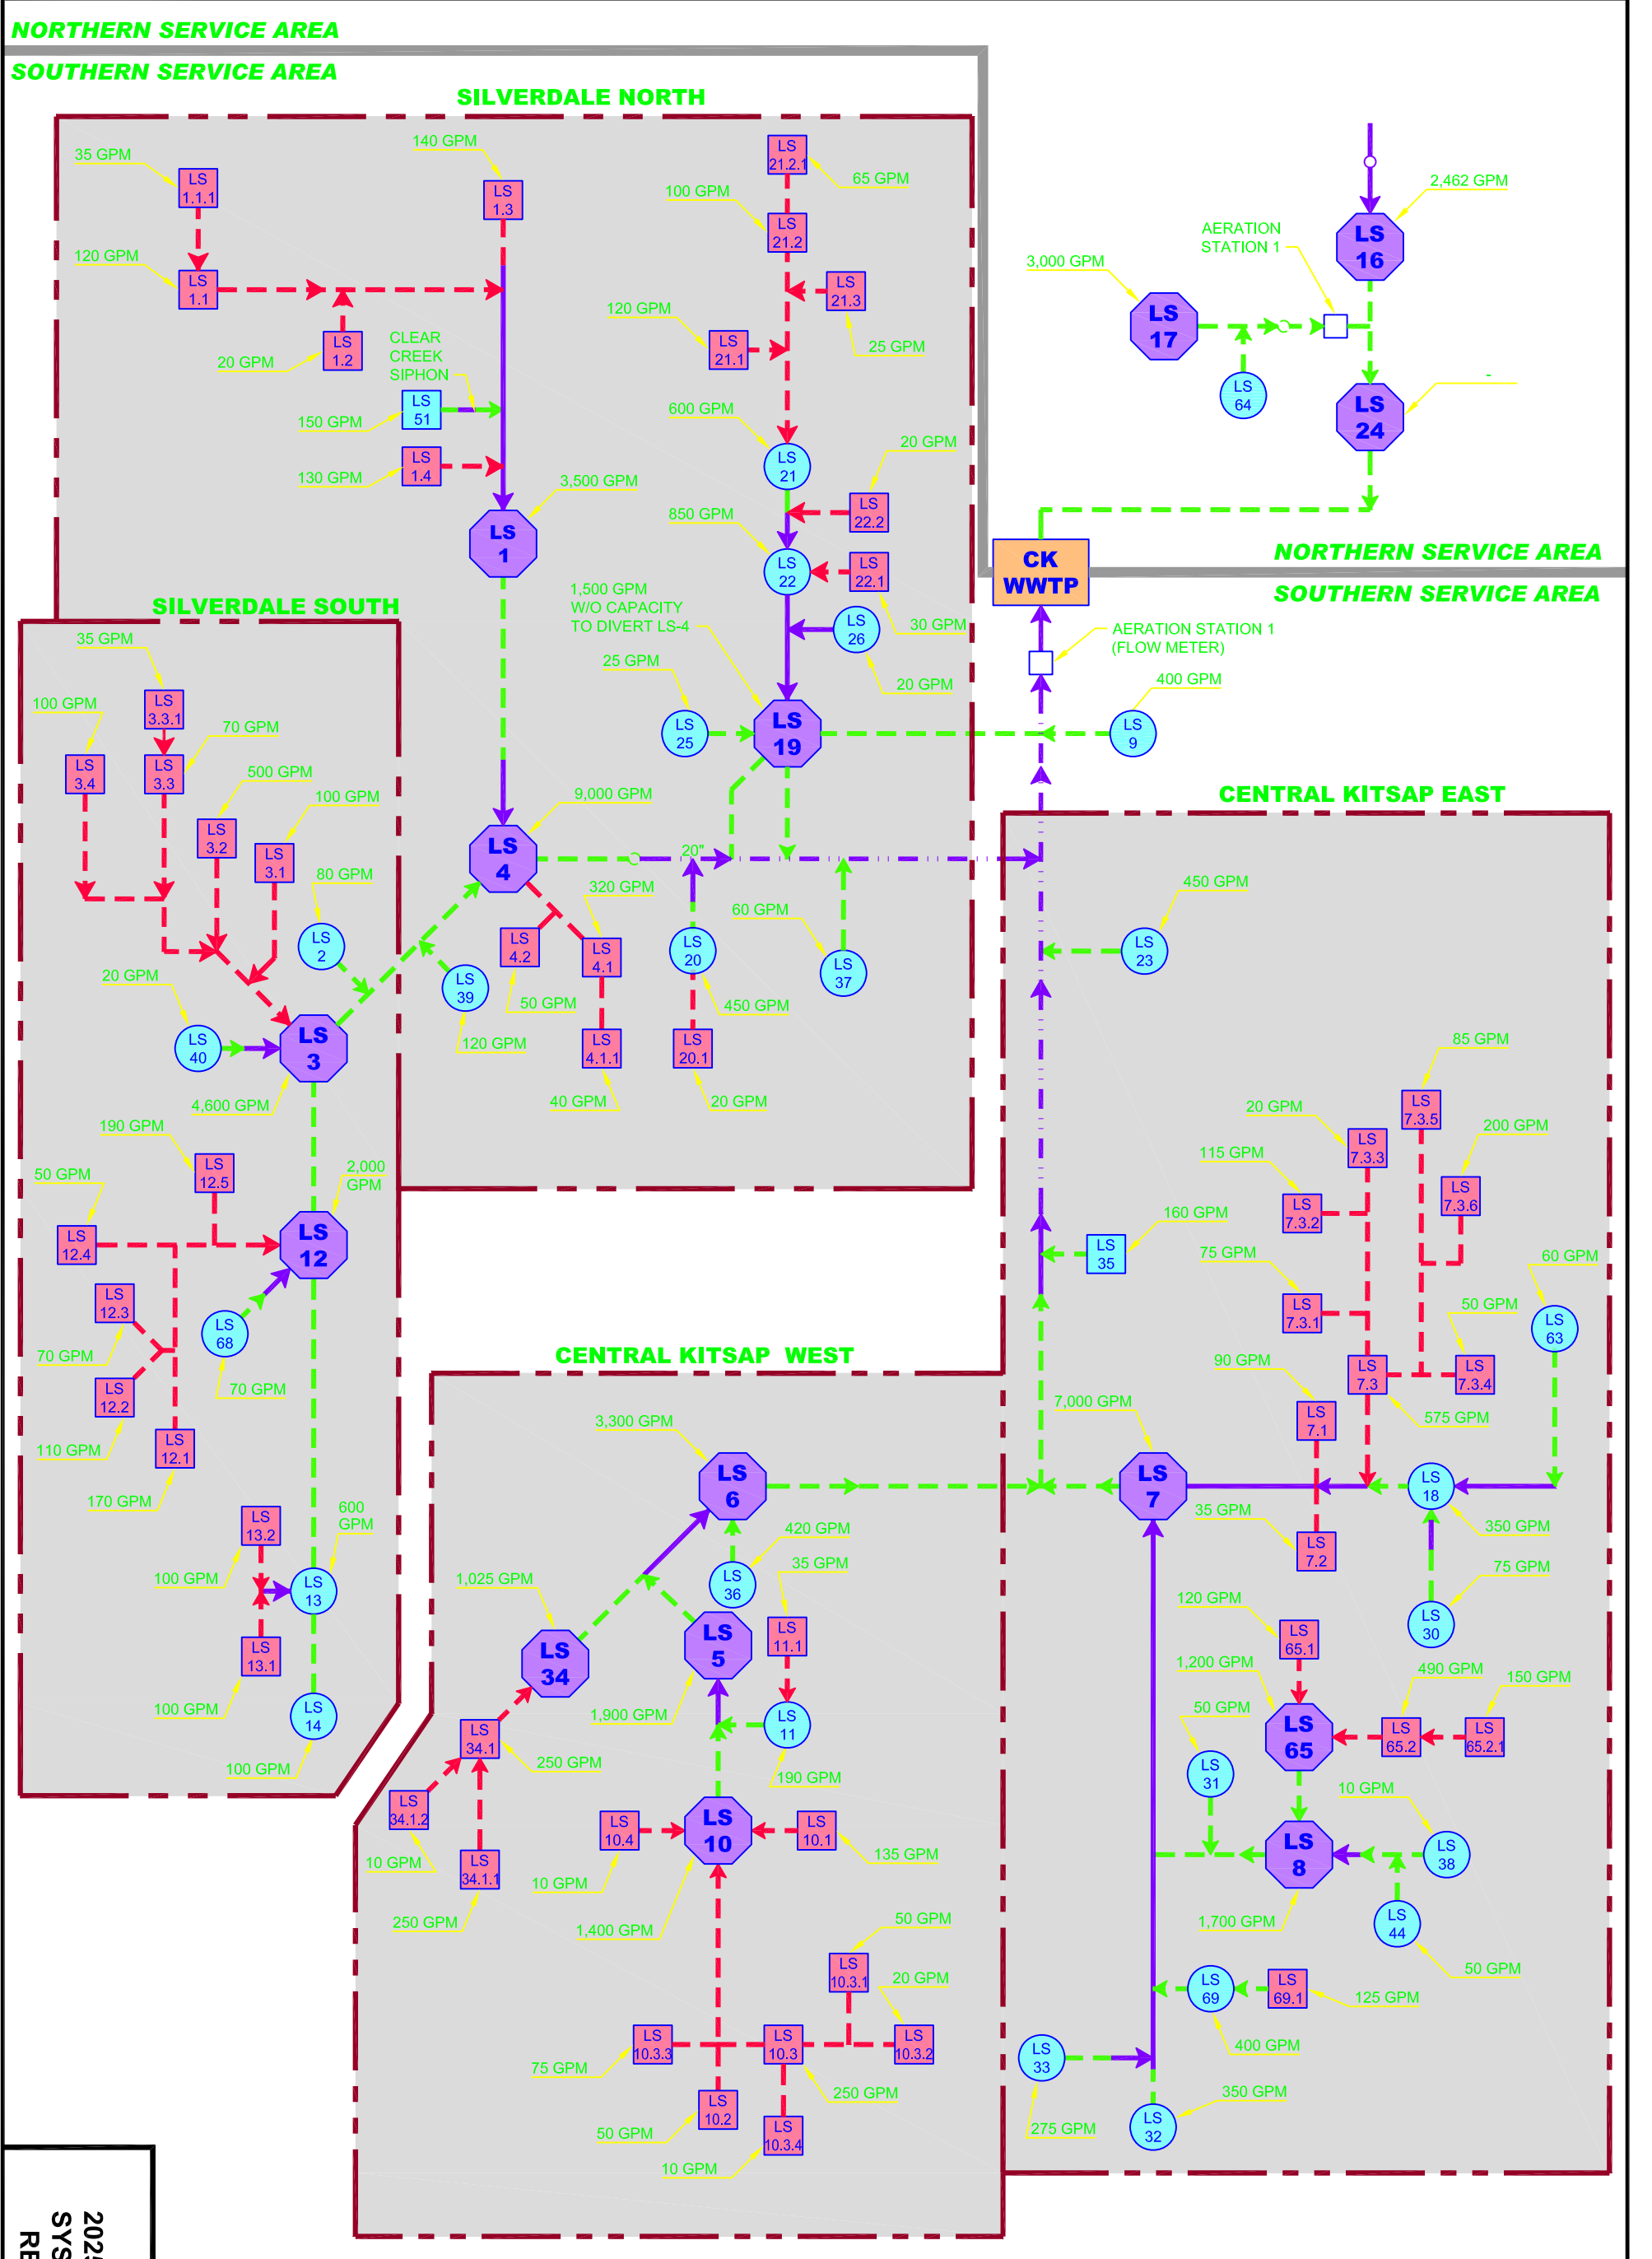 NORTHERN SERVICE AREA
SOUTHERN SERVICE AREA
SILVERDALE NORTH
35 GPM
LS
1.1.1
120 GPM
LS
1.1
20 GPM
LS
1.2
140 GPM
LS
1.3
CLEAR
CREEK
SIPHON
150 GPM
LS
51
130 GPM
LS
1.4
3,500 GPM
LS
1
LS
21.2.1
65 GPM
100 GPM
LS
21.2
LS
21.3
25 GPM
120 GPM
LS
21.1
600 GPM
LS
21
20 GPM
LS
22.2
850 GPM
LS
22
LS
22.1
30 GPM
1,500 GPM
W/O CAPACITY
TO DIVERT LS-4
LS
26
20 GPM
25 GPM
LS
25
LS
19
9,000 GPM
LS
4
20"
320 GPM
LS
4.2
LS
4.1
50 GPM
LS
39
120 GPM
LS
4.1.1
40 GPM
LS
20
450 GPM
LS
20.1
20 GPM
60 GPM
LS
37
2,462 GPM
LS
16
AERATION
STATION 1
3,000 GPM
LS
17
LS
64
-
LS
24
CK
WWTP
NORTHERN SERVICE AREA
SOUTHERN SERVICE AREA
AERATION STATION 1
(FLOW METER)
400 GPM
LS
9
SILVERDALE SOUTH
35 GPM
LS
3.3.1
100 GPM
LS
3.4
70 GPM
LS
3.3
500 GPM
LS
3.2
100 GPM
LS
3.1
80 GPM
LS
2
20 GPM
LS
40
LS
3
4,600 GPM
190 GPM
LS
12.5
50 GPM
LS
12.4
2,000
GPM
LS
12
LS
12.3
70 GPM
LS
68
70 GPM
LS
12.2
110 GPM
LS
12.1
170 GPM
LS
13.2
100 GPM
600
GPM
LS
13
LS
13.1
100 GPM
LS
14
100 GPM
CENTRAL KITSAP EAST
450 GPM
LS
23
85 GPM
LS
7.3.5
20 GPM
LS
7.3.3
200 GPM
LS
7.3.6
115 GPM
LS
7.3.2
160 GPM
LS
35
75 GPM
LS
7.3.1
60 GPM
LS
63
50 GPM
LS
7.3.4
90 GPM
LS
7.1
LS
7.3
575 GPM
7,000 GPM
LS
7
LS
18
350 GPM
35 GPM
LS
7.2
75 GPM
LS
30
120 GPM
LS
65.1
1,200 GPM
LS
65
490 GPM
LS
65.2
150 GPM
LS
65.2.1
50 GPM
LS
31
10 GPM
LS
38
LS
8
1,700 GPM
LS
44
50 GPM
LS
69
400 GPM
LS
69.1
125 GPM
LS
33
275 GPM
LS
32
350 GPM
CENTRAL KITSAP WEST
3,300 GPM
LS
6
420 GPM
LS
36
35 GPM
LS
11.1
1,025 GPM
LS
34
LS
5
1,900 GPM
LS
11
190 GPM
LS
34.1
250 GPM
LS
34.1.2
10 GPM
LS
34.1.1
250 GPM
LS
10.4
10 GPM
LS
10
1,400 GPM
LS
10.1
135 GPM
50 GPM
LS
10.3.1
20 GPM
LS
10.3.2
LS
10.3.3
75 GPM
LS
10.3
250 GPM
LS
10.2
50 GPM
LS
10.3.4
10 GPM
2025
SYS
RE